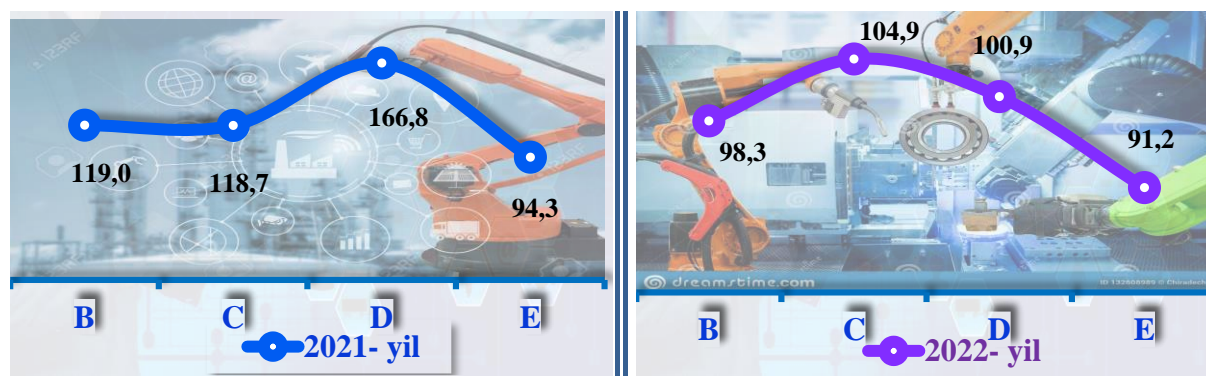 119,0
118,7
166,8
94,3
B C D E
2021- yil
98,3
104,9
100,9
91,2
dreamstime.com
B C D E
2022- yil